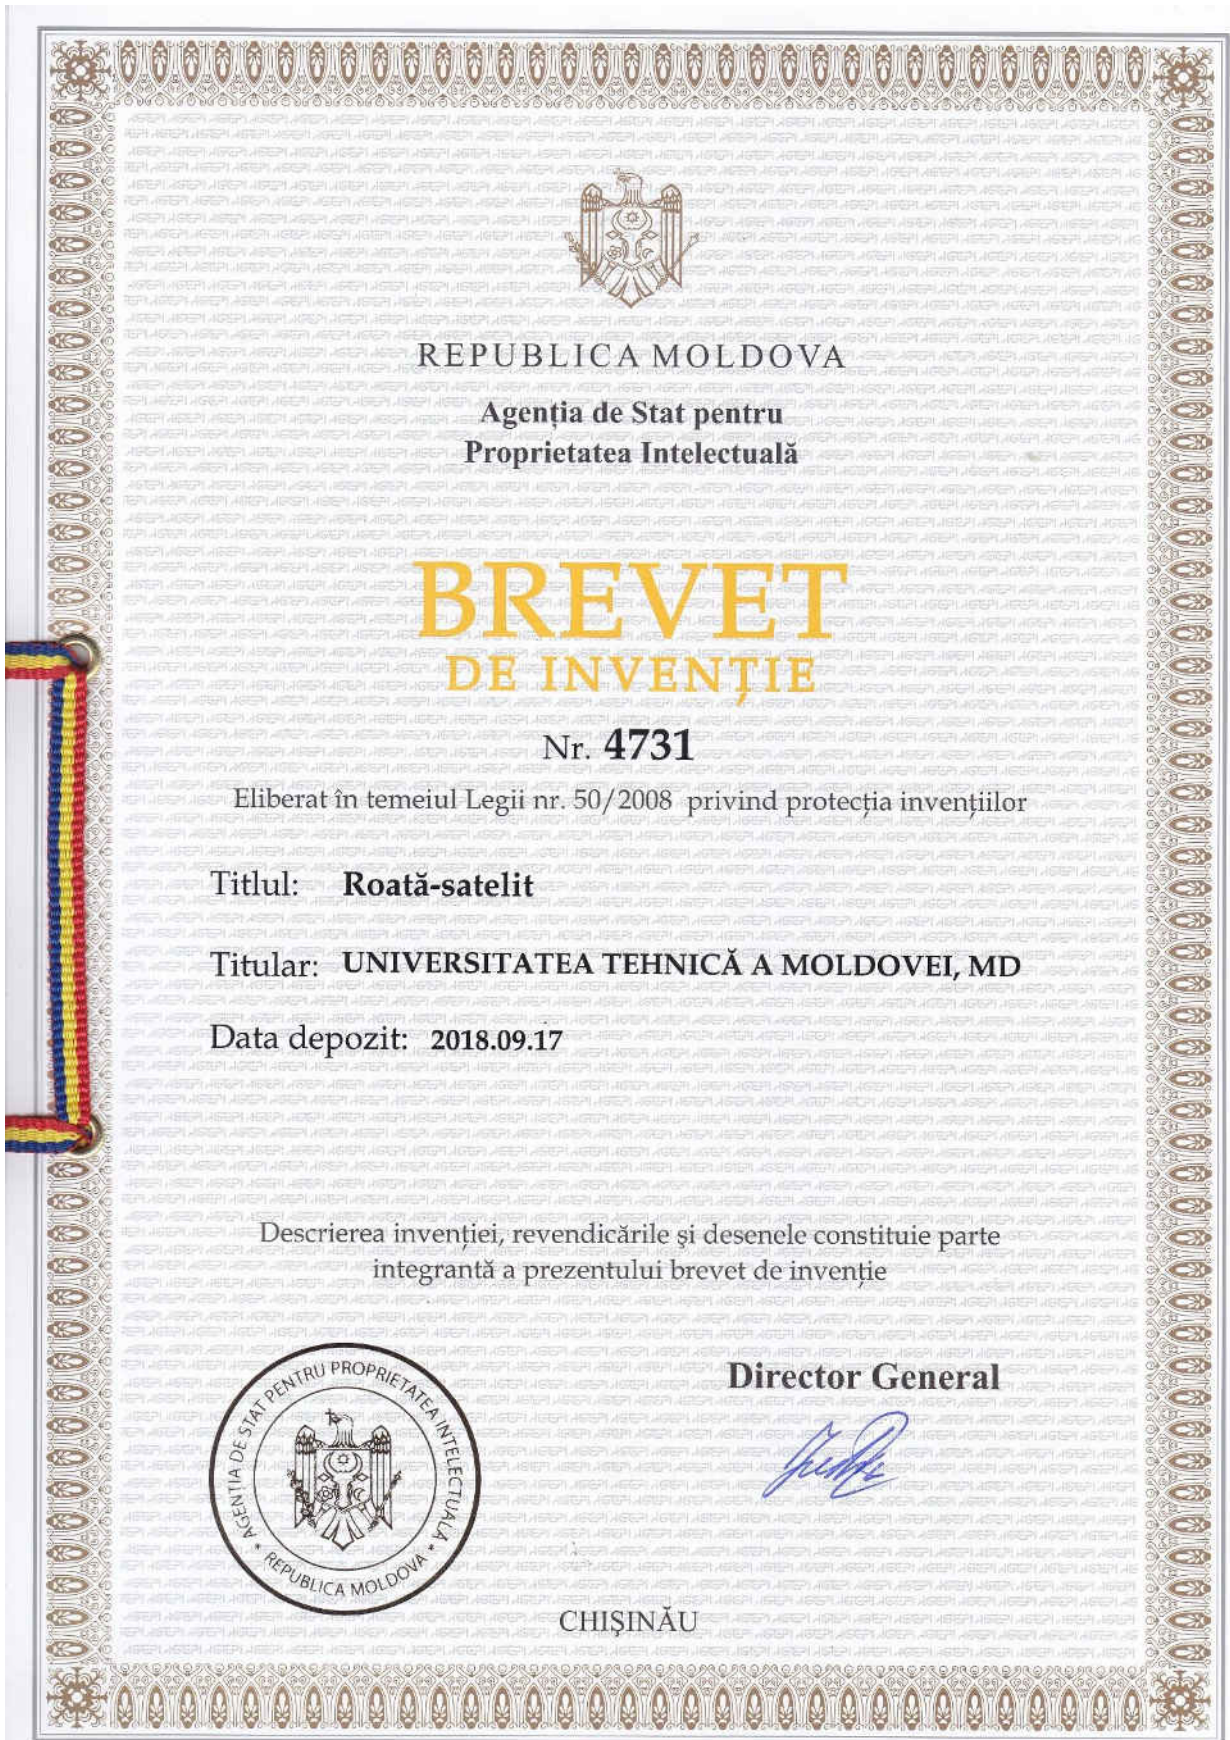 REPUBLICA MOLDOVA
Agenția de Stat pentru
Proprietatea Intelectuală
BREVET
DE INVENȚIE
Nr. 4731
Eliberat în temeiul Legii nr. 50/2008 privind protecția invențiilor
Titlul: Roată-satelit
Titular: UNIVERSITATEA TEHNICĂ A MOLDOVEI, MD
Data depozit: 2018.09.17
Descrierea invenției, revendicările și desenele constituie parte
integrantă a prezentului brevet de invenție
Director General
AGENTIA DE STAT PENTRU PROPRIETATEA INTELECTUALĂ
* REPUBLICA MOLDOVA *
CHIȘINĂU